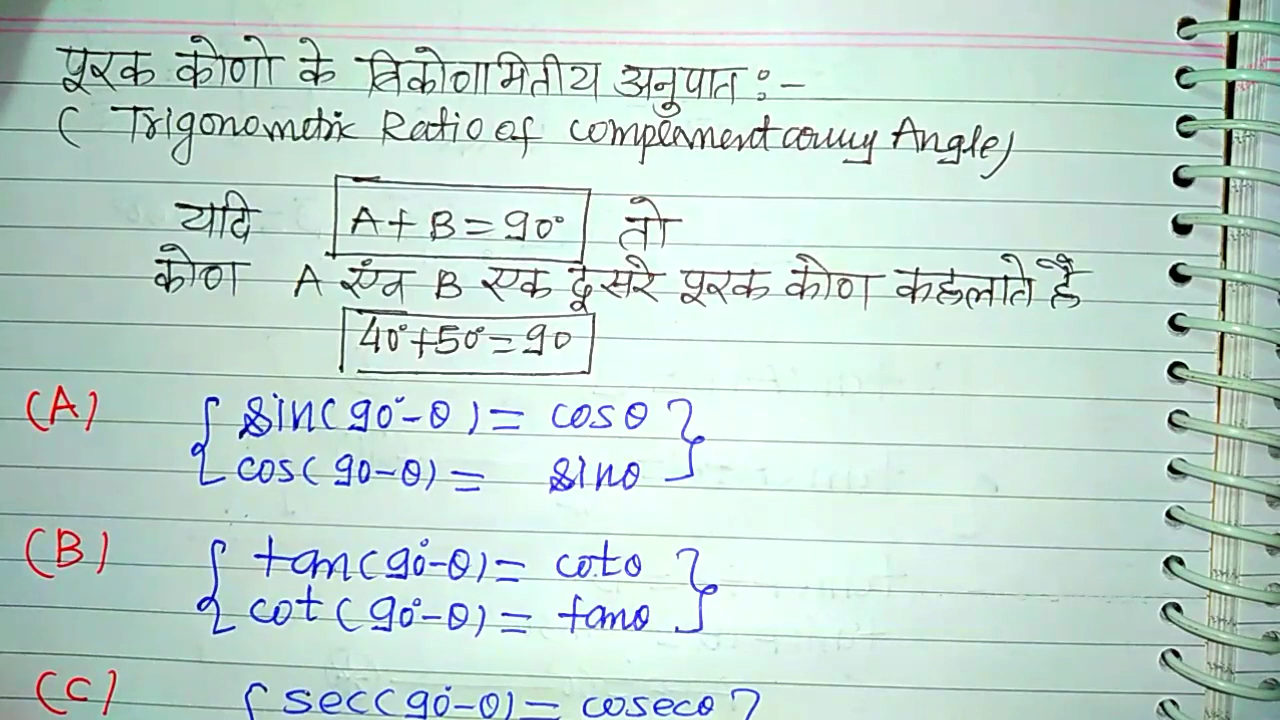 पूरक कोणो के त्रिकोणमितीय अनुपात :-
( Trigonometric Ratio of complementary Angle)
यदि A + B = 90° तो
कोण A एंव B एक दूसरे पूरक कोण कहलाते है
40°+50°=90
(A) { sin(90°-θ) = cosθ }
cos(90-θ) = sinθ
(B) { tan(90°-θ) = cotθ }
cot(90°-θ) = tanθ
(C) { sec(90°-θ) = cosecθ }